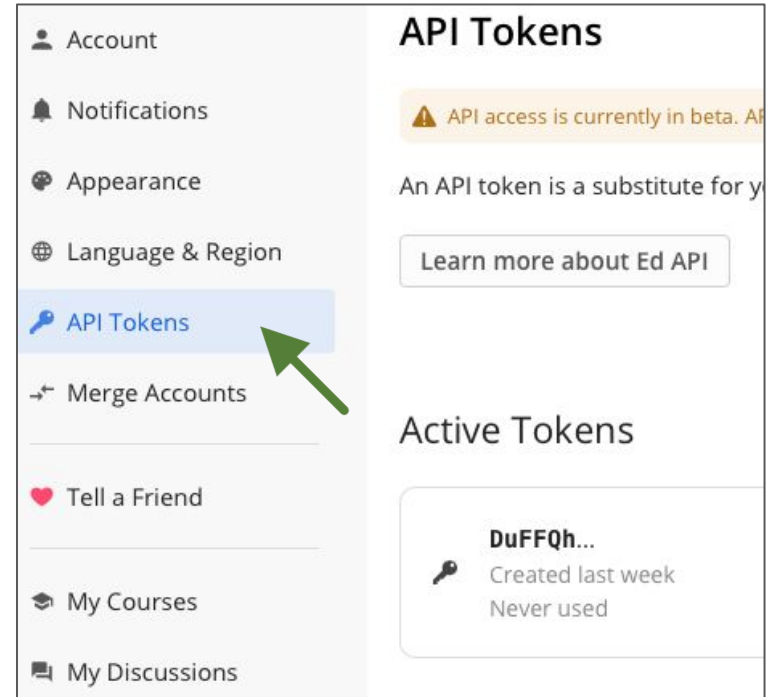 Account
Notifications
Appearance
Language & Region
API Tokens
Merge Accounts
Tell a Friend
My Courses
My Discussions
API Tokens
API access is currently in beta.
An API token is a substitute for
Learn more about Ed API
Active Tokens
DuFFQh...
Created last week
Never used